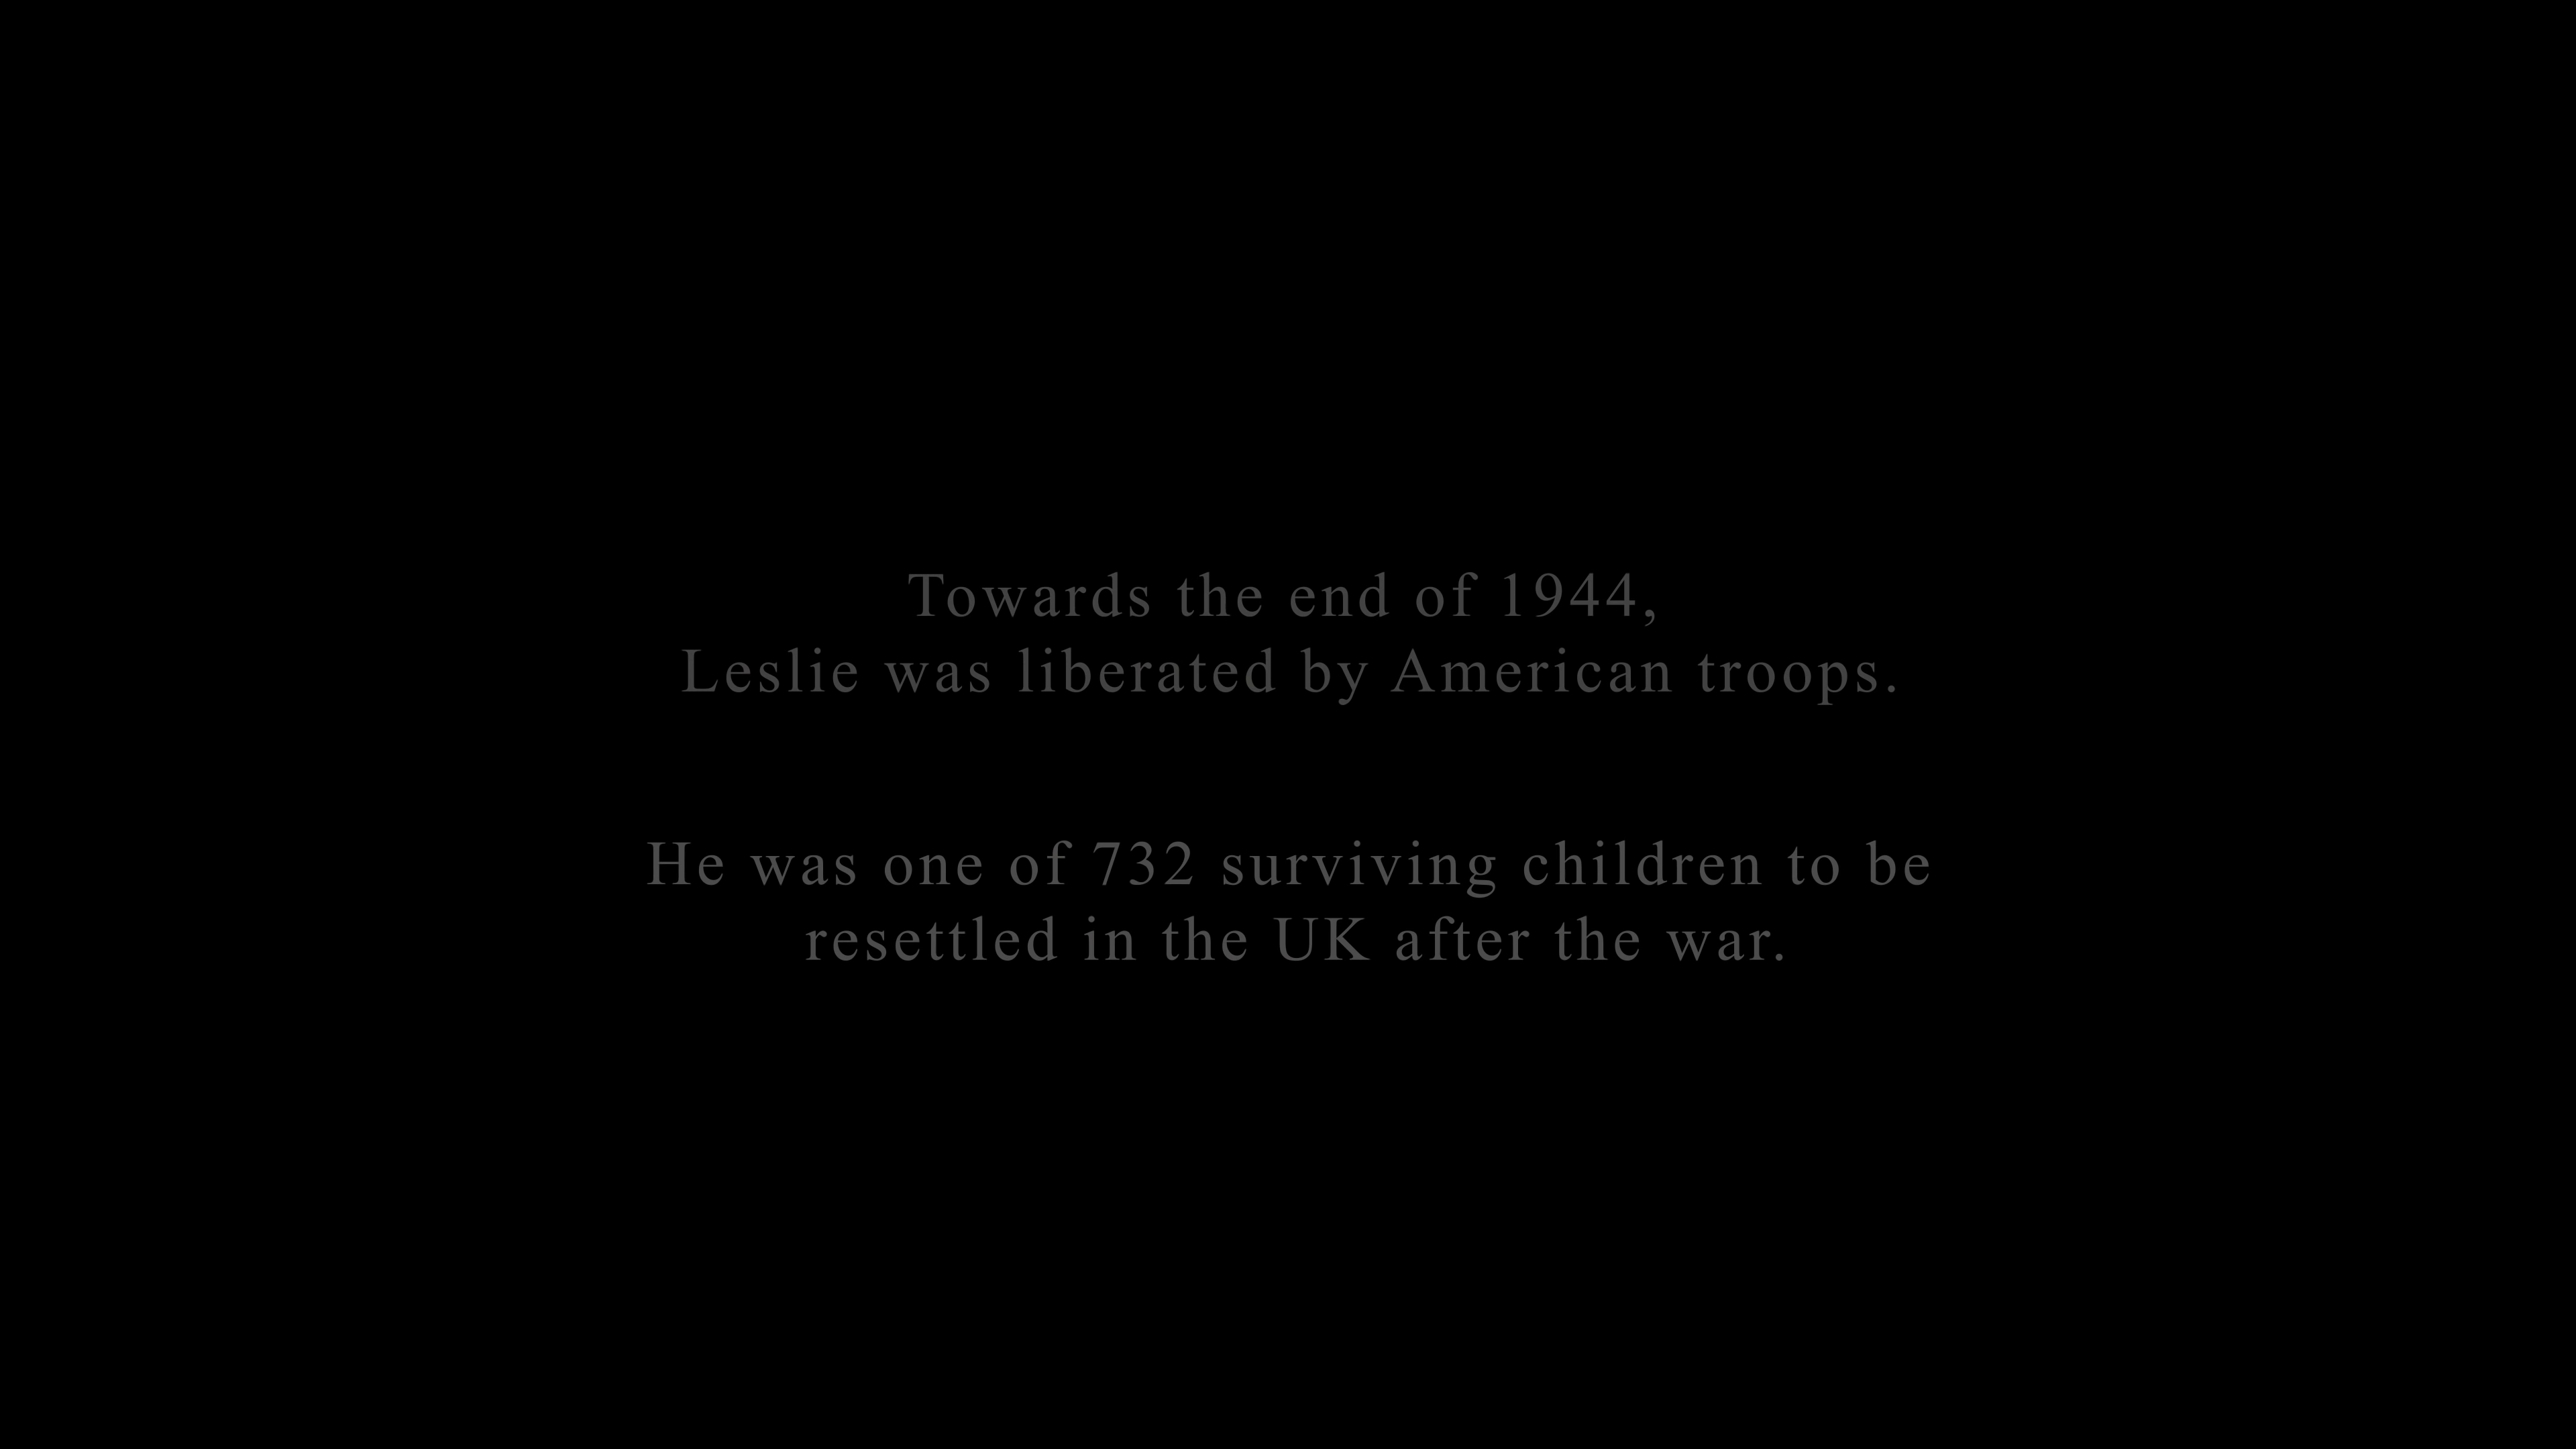 Towards the end of 1944,
Leslie was liberated by American troops.
He was one of 732 surviving children to be
resettled in the UK after the war.